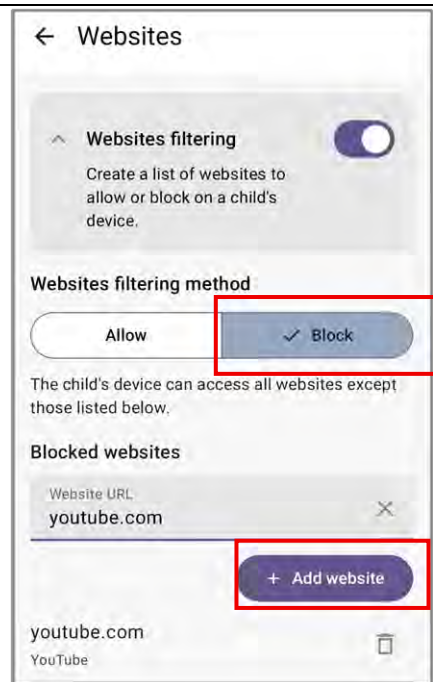 Websites
Websites filtering
Create a list of websites to
allow or block on a child's
device.
Websites filtering method
Allow
Block
The child's device can access all websites except
those listed below.
Blocked websites
Website URL
youtube.com
+ Add website
youtube.com
YouTube